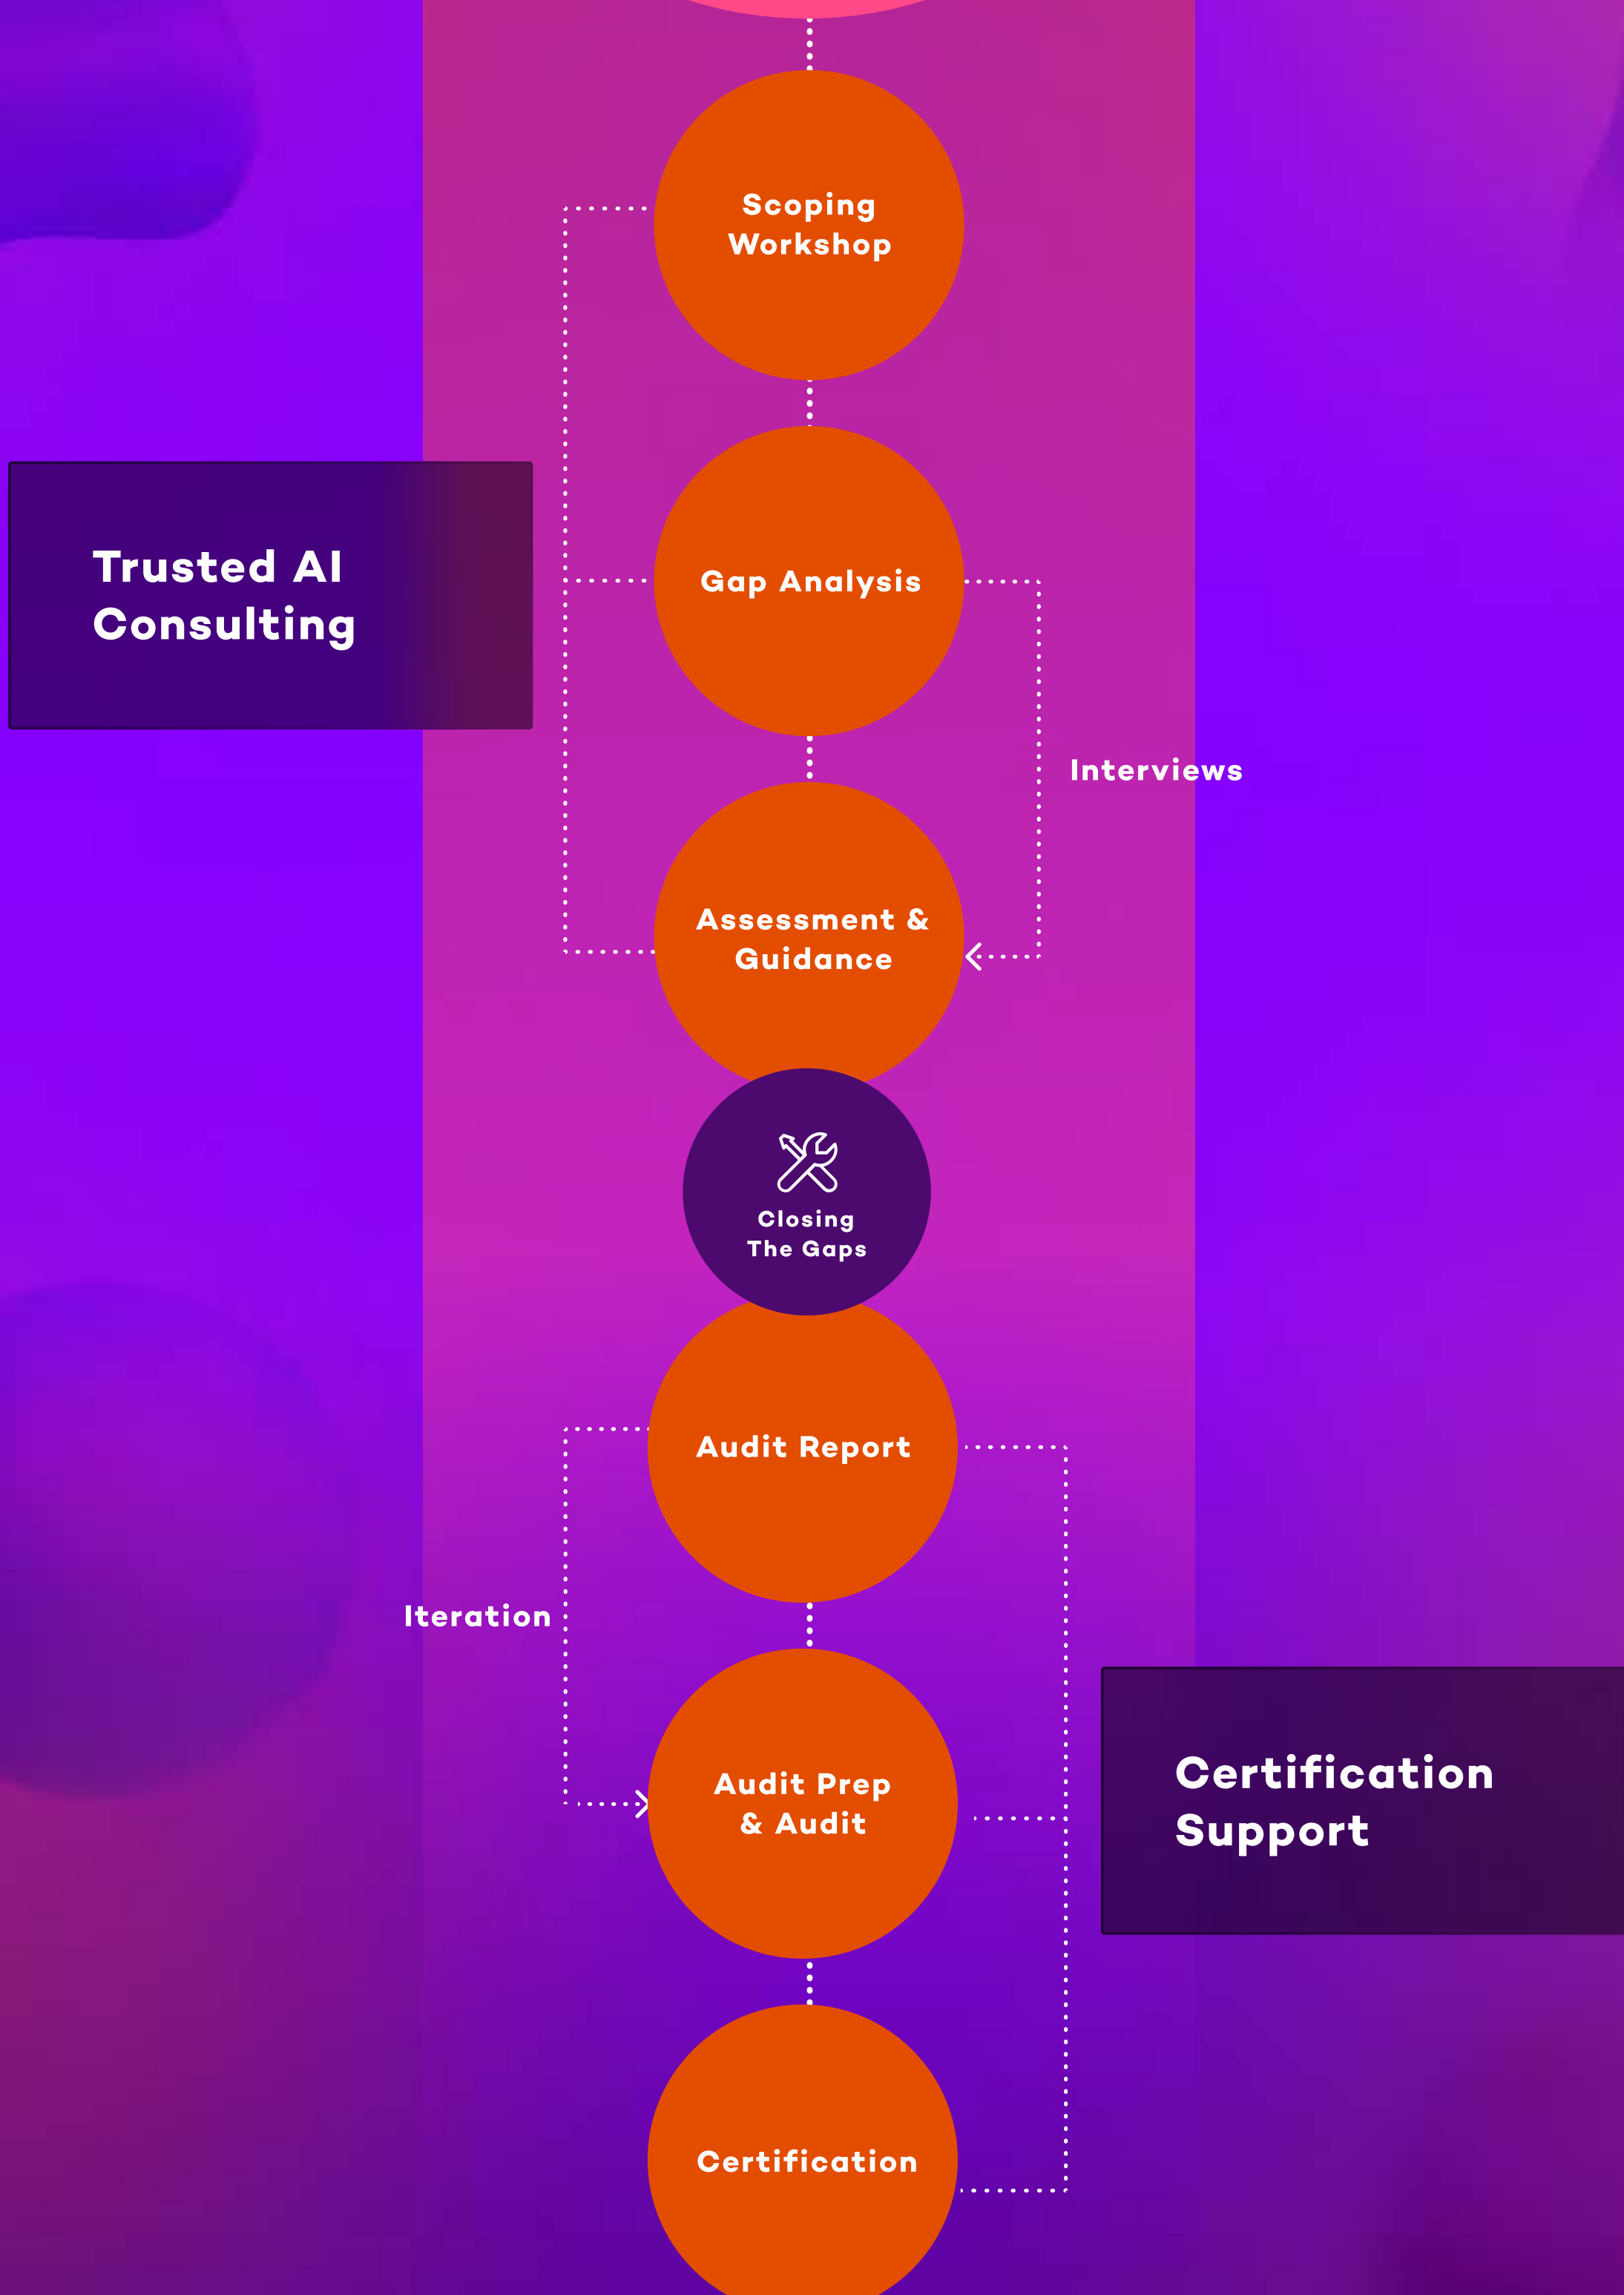 Scoping
Workshop
Trusted AI
Consulting
Gap Analysis
Interviews
Assessment &
Guidance
Closing
The Gaps
Audit Report
Iteration
Audit Prep
& Audit
Certification
Support
Certification